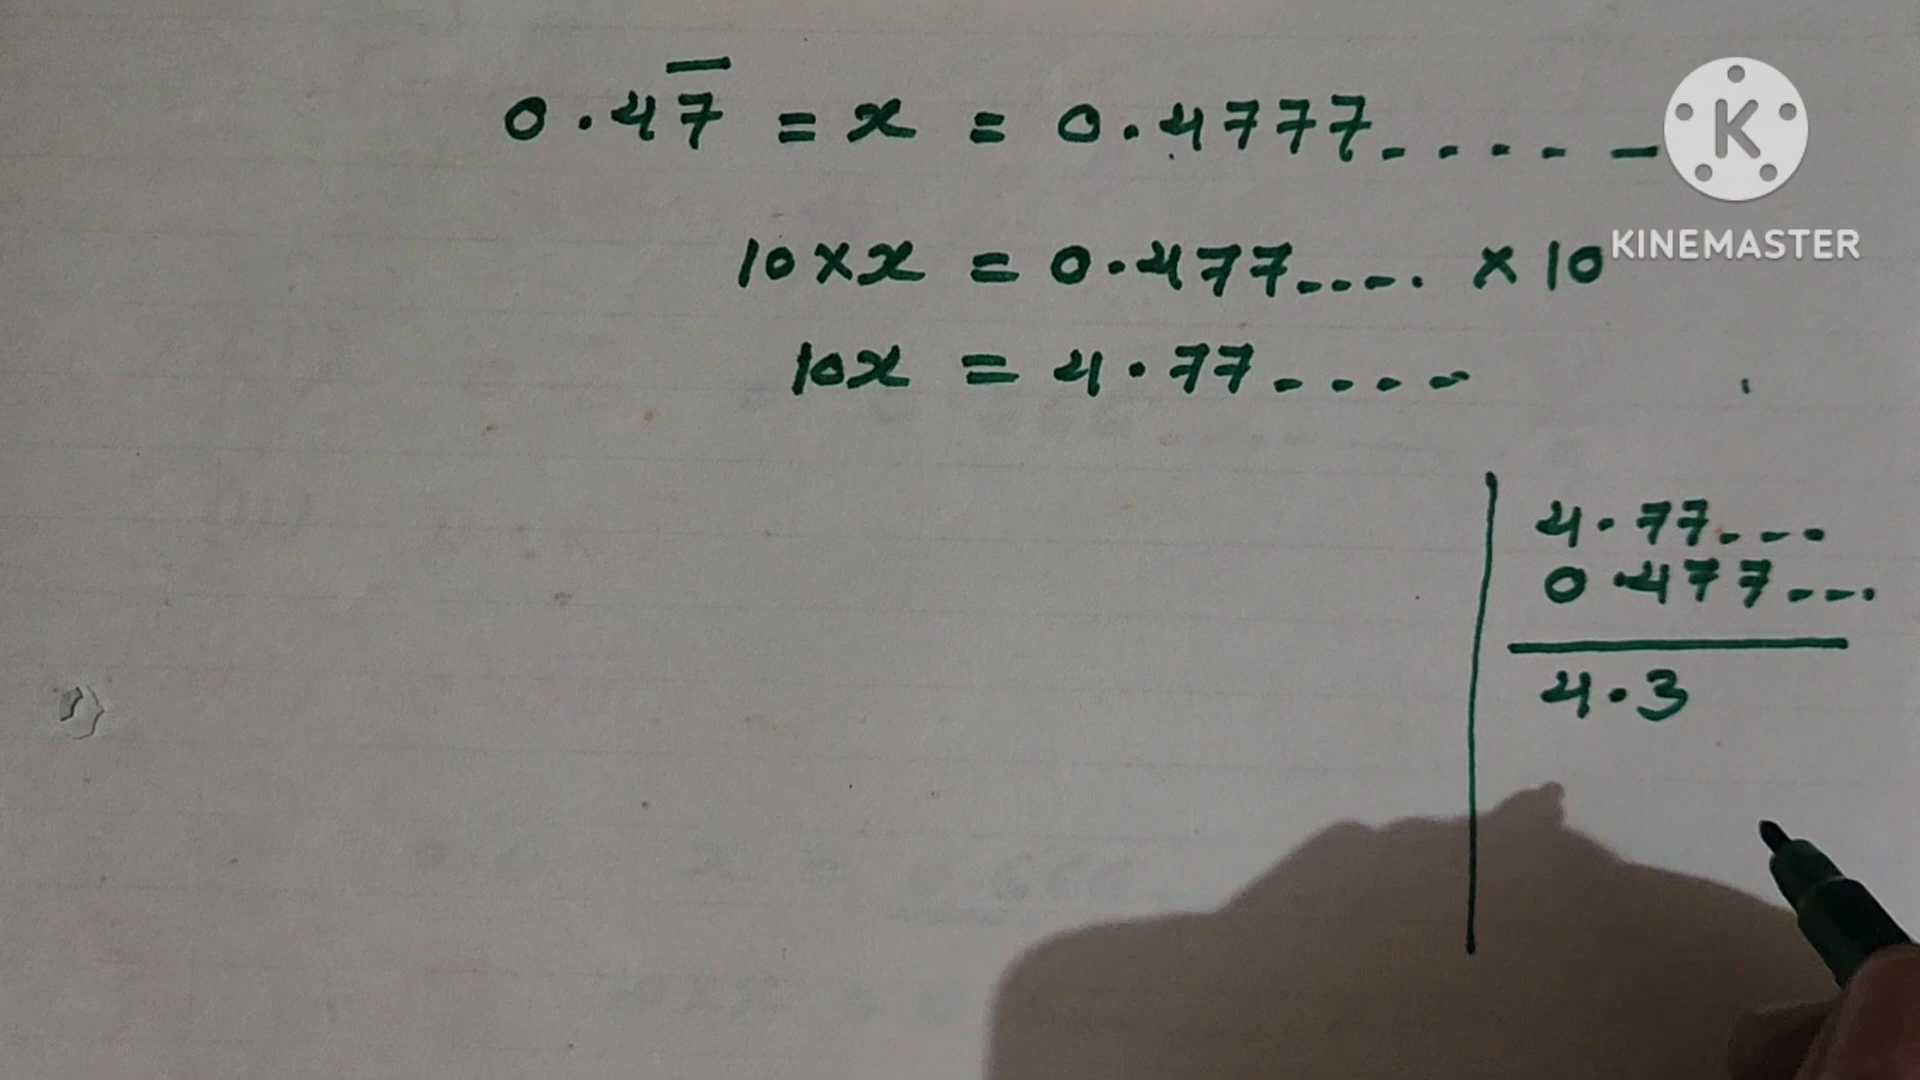 0.47̅ = x = 0.4777.....
10×x = 0.477..... ×10
10x = 4.77.....
4.77....
0.477....
4.3
K
KINEMASTER